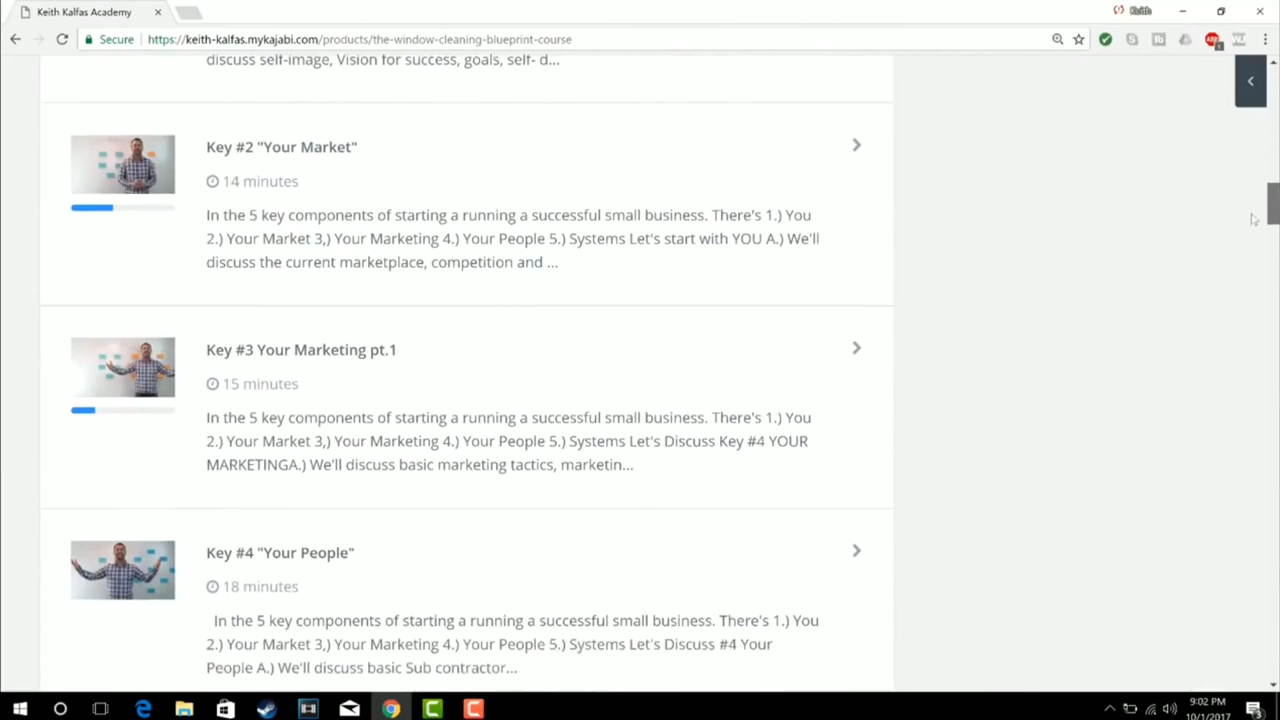 Keith Kalfas Academy
Keith
Secure
https://keith-kalfas.mykajabi.com/products/the-window-cleaning-blueprint-course
discuss self-image, Vision for success, goals, self- d...
Key #2 "Your Market"
14 minutes
In the 5 key components of starting a running a successful small business. There's 1.) You
2.) Your Market 3,) Your Marketing 4.) Your People 5.) Systems Let's start with YOU A.) We'll
discuss the current marketplace, competition and ...
Key #3 Your Marketing pt.1
15 minutes
In the 5 key components of starting a running a successful small business. There's 1.) You
2.) Your Market 3,) Your Marketing 4.) Your People 5.) Systems Let's Discuss Key #4 YOUR
MARKETINGA.) We'll discuss basic marketing tactics, marketin...
Key #4 "Your People"
18 minutes
In the 5 key components of starting a running a successful small business. There's 1.) You
2.) Your Market 3,) Your Marketing 4.) Your People 5.) Systems Let's Discuss #4 Your
People A.) We'll discuss basic Sub contractor...
9:02 PM
10/1/2017